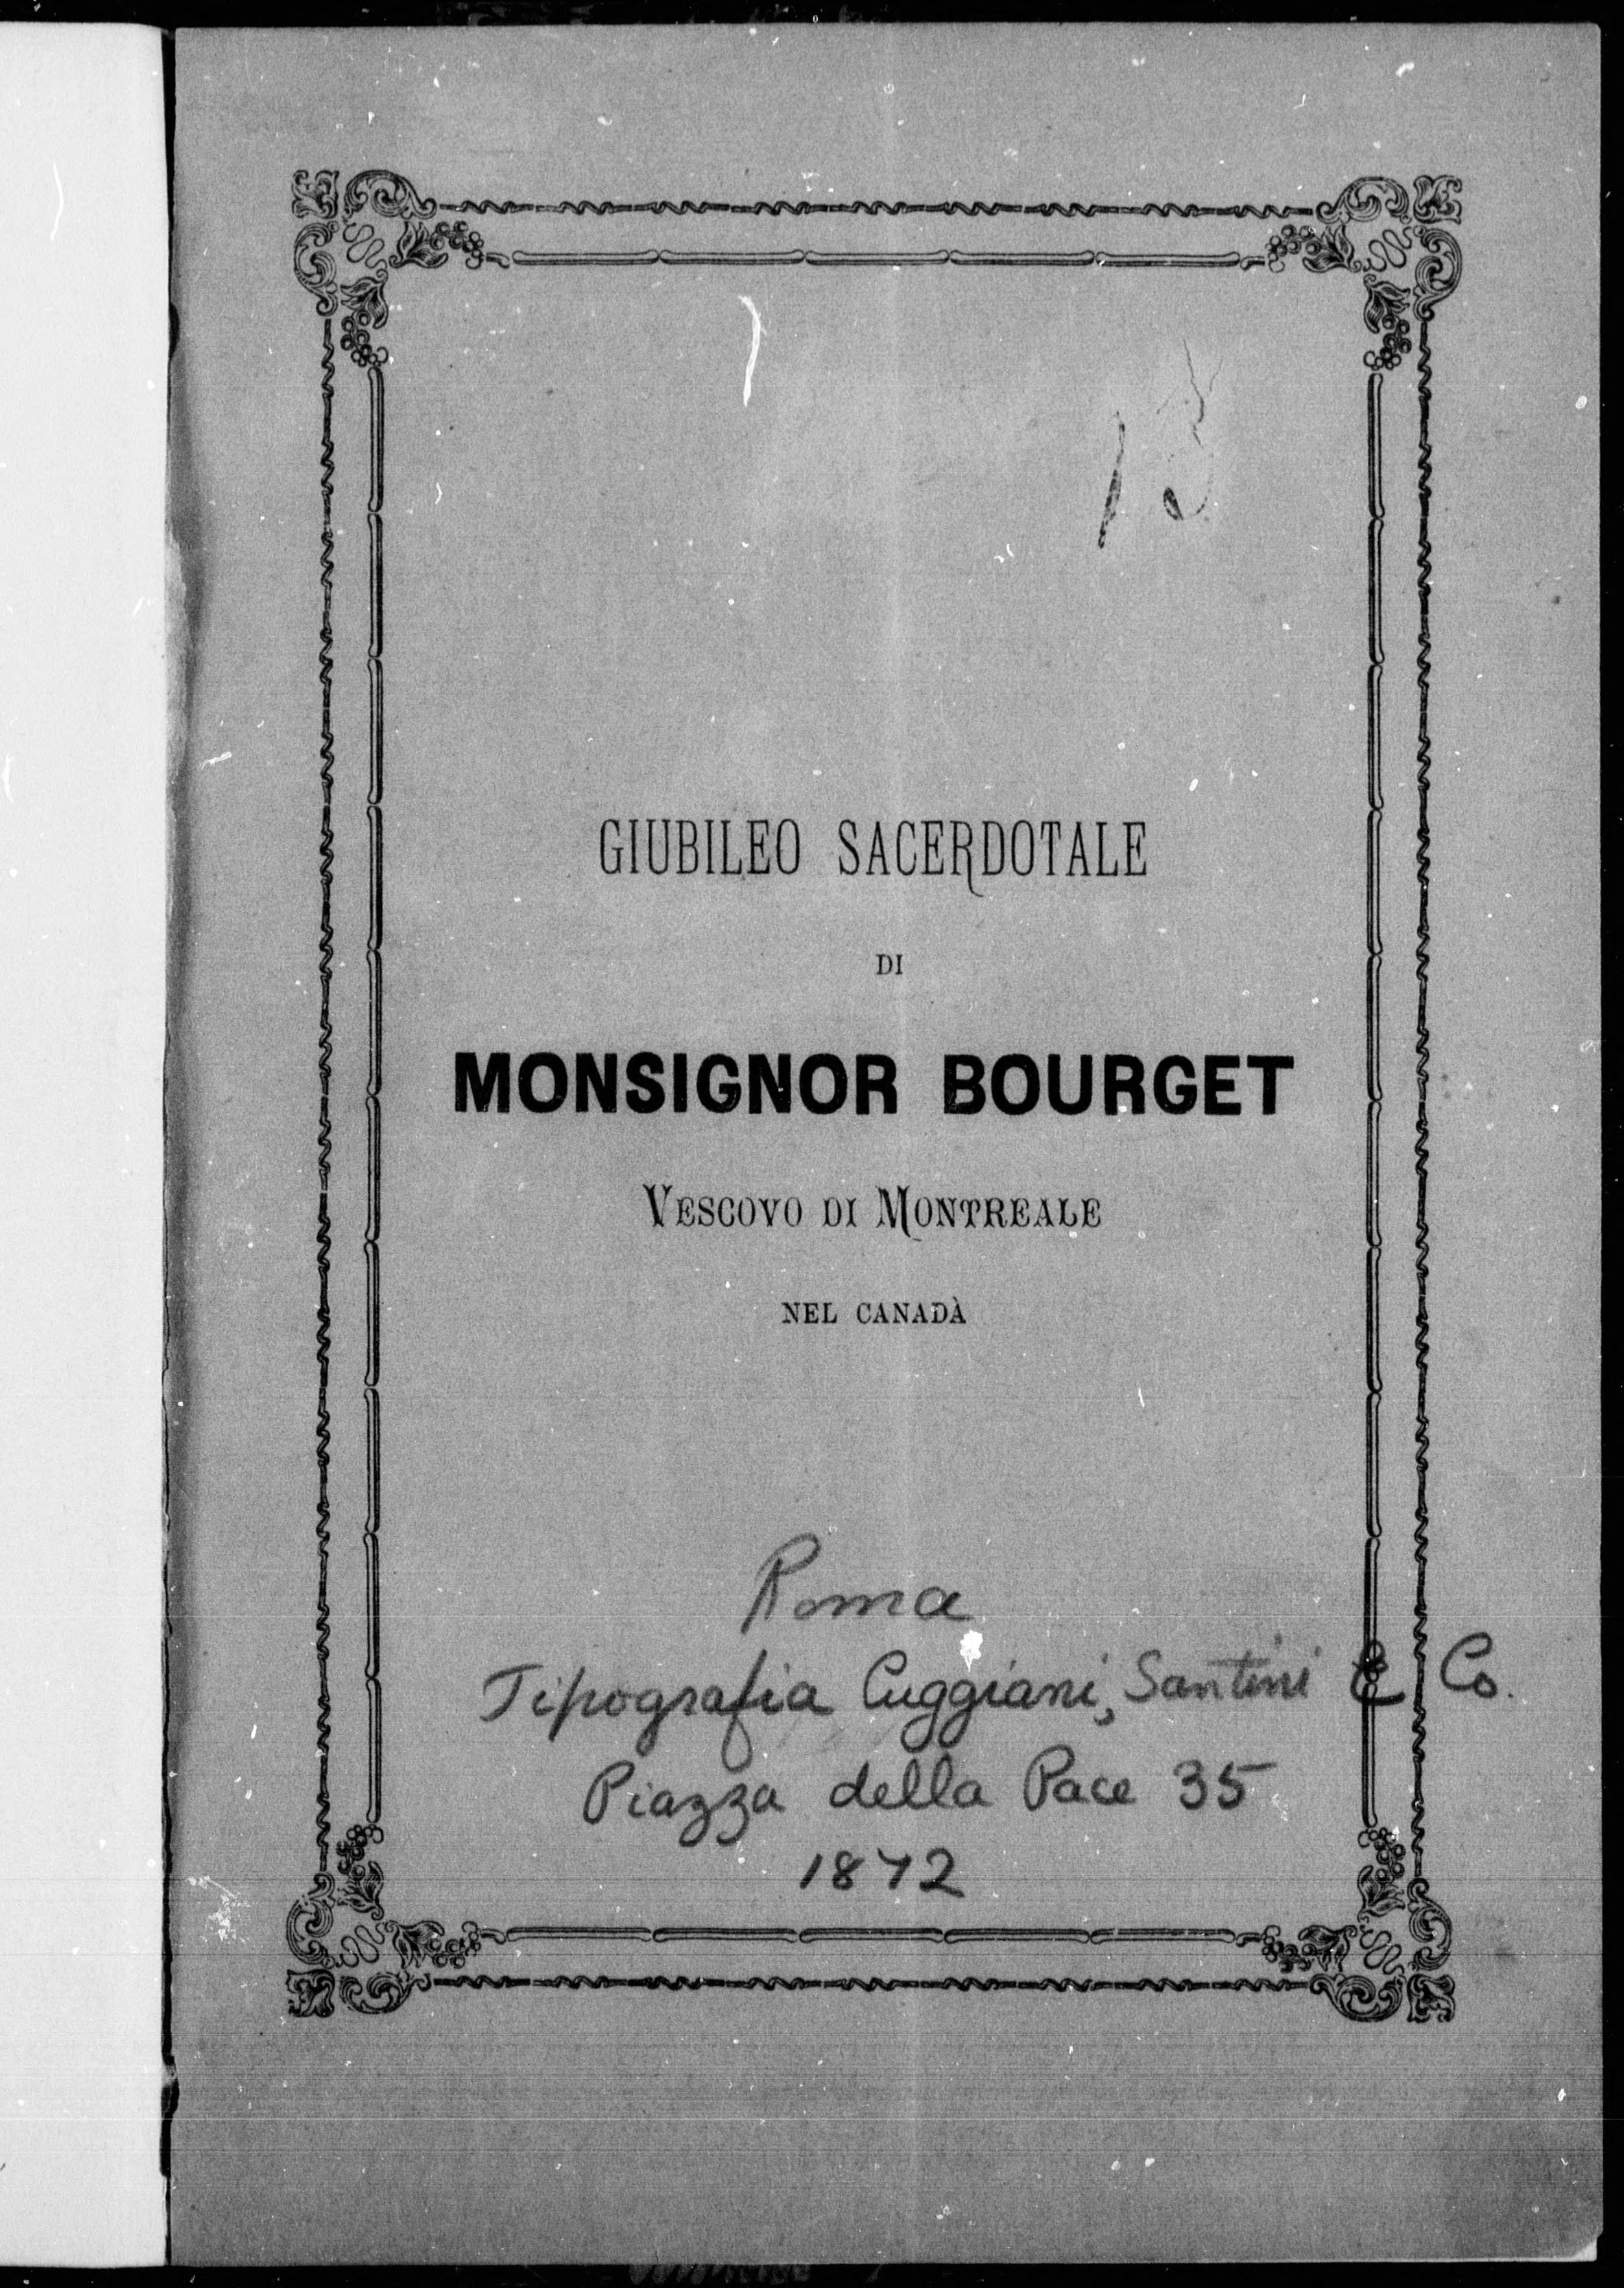 13
GIUBILEO SACERDOTALE
DI
MONSIGNOR BOURGET
VESCOVO DI MONTREALE
NEL CANADÀ
Roma
Tipografia Cuggiani, Santini & Co.
Piazza della Pace 35
1872